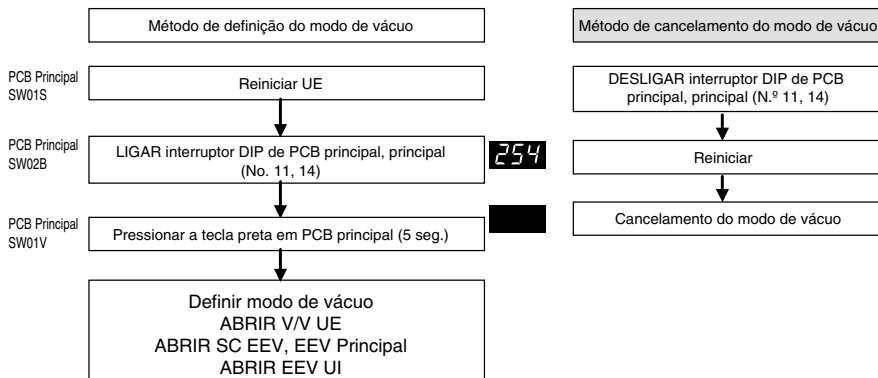 Método de definição do modo de vácuo
PCB Principal
SW01S
Reiniciar UE
PCB Principal
SW02B
LIGAR interruptor DIP de PCB principal, principal
(No. 11, 14)
254
PCB Principal
SW01V
Pressionar a tecla preta em PCB principal (5 seg.)
Definir modo de vácuo
ABRIR V/V UE
ABRIR SC EEV, EEV Principal
ABRIR EEV UI
Método de cancelamento do modo de vácuo
DESLIGAR interruptor DIP de PCB
principal, principal (N.º 11, 14)
Reiniciar
Cancelamento do modo de vácuo